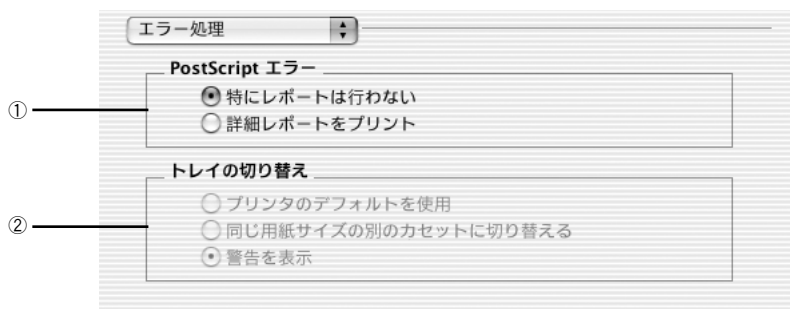 エラー処理
PostScript エラー
① 特にレポートは行わない
詳細レポートをプリント
トレイの切り替え
プリンタのデフォルトを使用
② 同じ用紙サイズの別のカセットに切り替える
警告を表示